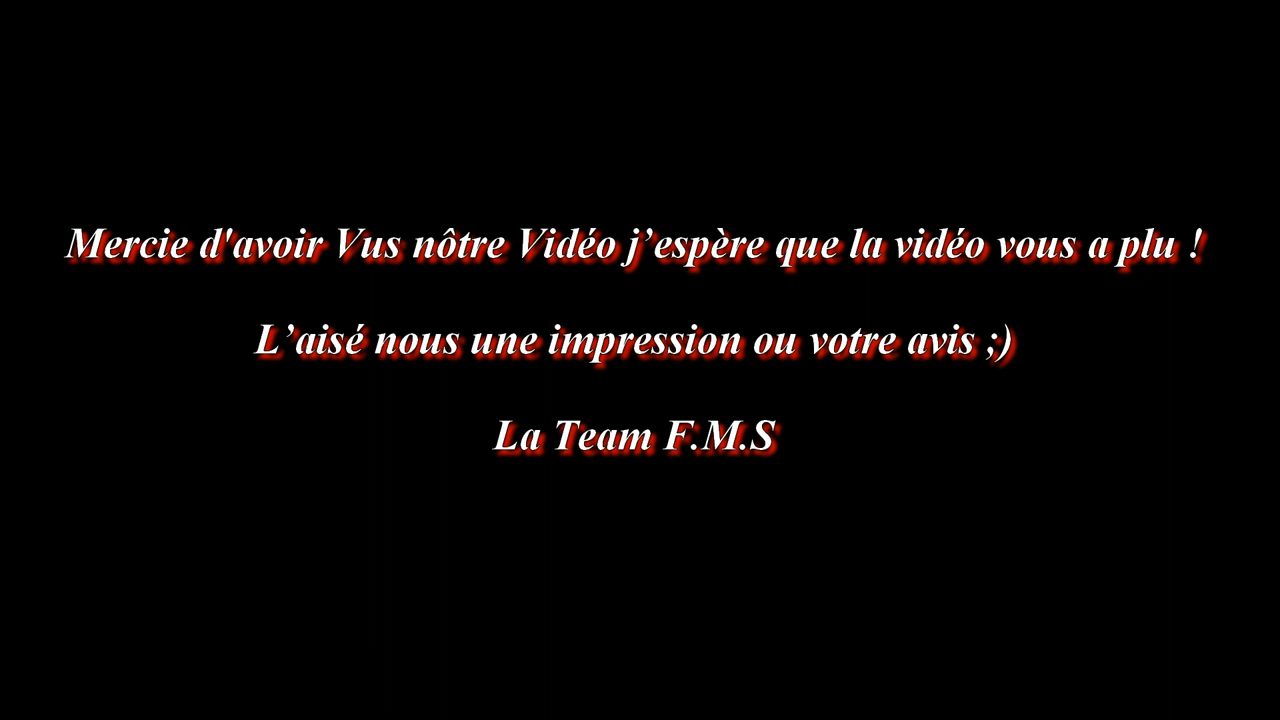 Mercie d'avoir Vus nôtre Vidéo j’espère que la vidéo vous a plu !
L’aisé nous une impression ou votre avis ;)
La Team F.M.S